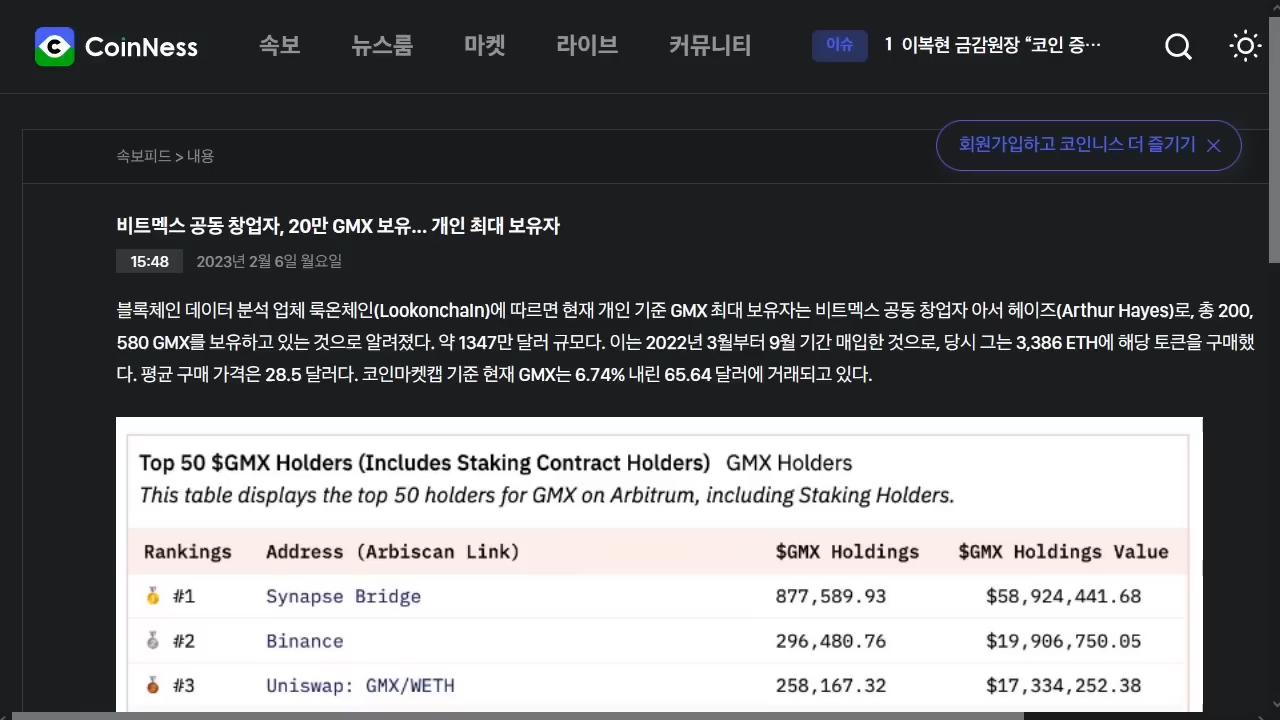 CoinNess 속보 뉴스룸 마켓 라이브 커뮤니티 이슈 1 이복현 금감원장 “코인 증…
회원가입하고 코인니스 더 즐기기
속보피드 > 내용
비트멕스 공동 창업자, 20만 GMX 보유... 개인 최대 보유자
15:48 2023년 2월 6일 월요일
블록체인 데이터 분석 업체 룩온체인(Lookonchain)에 따르면 현재 개인 기준 GMX 최대 보유자는 비트멕스 공동 창업자 아서 헤이즈(Arthur Hayes)로, 총 200,
580 GMX를 보유하고 있는 것으로 알려졌다. 약 1347만 달러 규모다. 이는 2022년 3월부터 9월 기간 매입한 것으로, 당시 그는 3,386 ETH에 해당 토큰을 구매했
다. 평균 구매 가격은 28.5 달러다. 코인마켓캡 기준 현재 GMX는 6.74% 내린 65.64 달러에 거래되고 있다.
Top 50 $GMX Holders (Includes Staking Contract Holders) GMX Holders
This table displays the top 50 holders for GMX on Arbitrum, including Staking Holders.
Rankings Address (Arbiscan Link) $GMX Holdings $GMX Holdings Value
#1 Synapse Bridge 877,589.93 $58,924,441.68
#2 Binance 296,480.76 $19,906,750.05
#3 Uniswap: GMX/WETH 258,167.32 $17,334,252.38